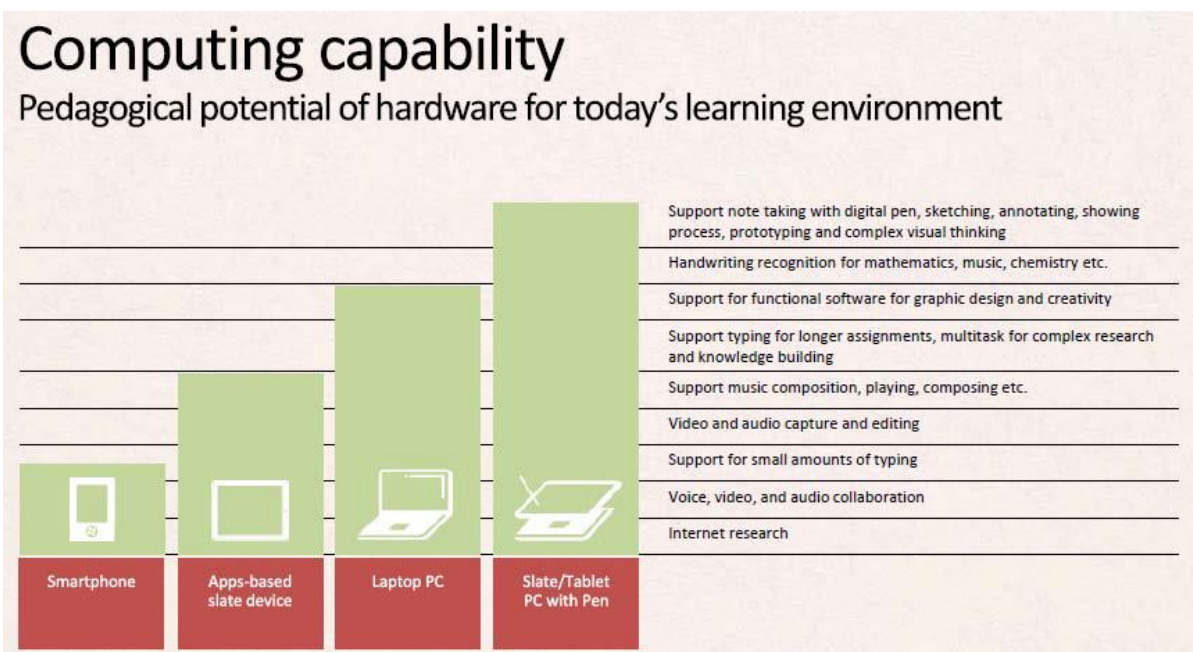 Computing capability
Pedagogical potential of hardware for today's learning environment
Support note taking with digital pen, sketching, annotating, showing
process, prototyping and complex visual thinking
Handwriting recognition for mathematics, music, chemistry etc.
Support for functional software for graphic design and creativity
Support typing for longer assignments, multitask for complex research
and knowledge building
Support music composition, playing, composing etc.
Video and audio capture and editing
Support for small amounts of typing
Voice, video, and audio collaboration
Internet research
Smartphone
Apps-based
slate device
Laptop PC
Slate/Tablet
PC with Pen